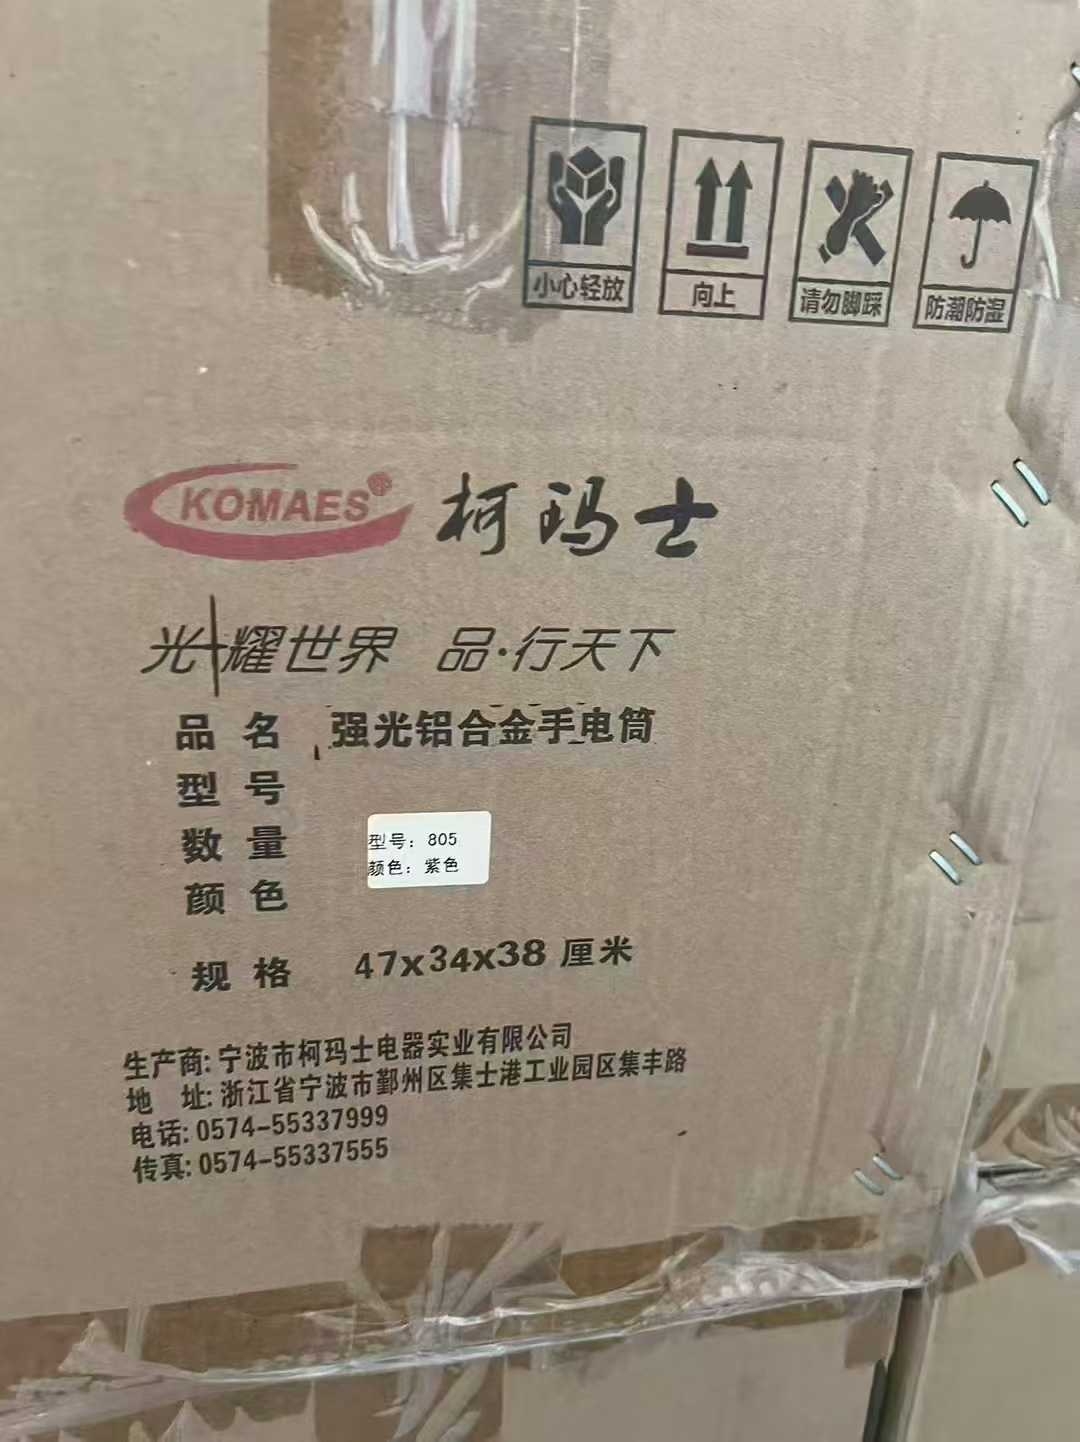 小心轻放 向上 请勿脚踩 防潮防湿
KOMAES® 柯玛士
光耀世界 品·行天下
品名 强光铝合金手电筒
型号
数量
颜色
型号：805
颜色：紫色
规格 47x34x38 厘米
生产商: 宁波市柯玛士电器实业有限公司
地 址: 浙江省宁波市鄞州区集士港工业园区集丰路
电话: 0574-55337999
传真: 0574-55337555